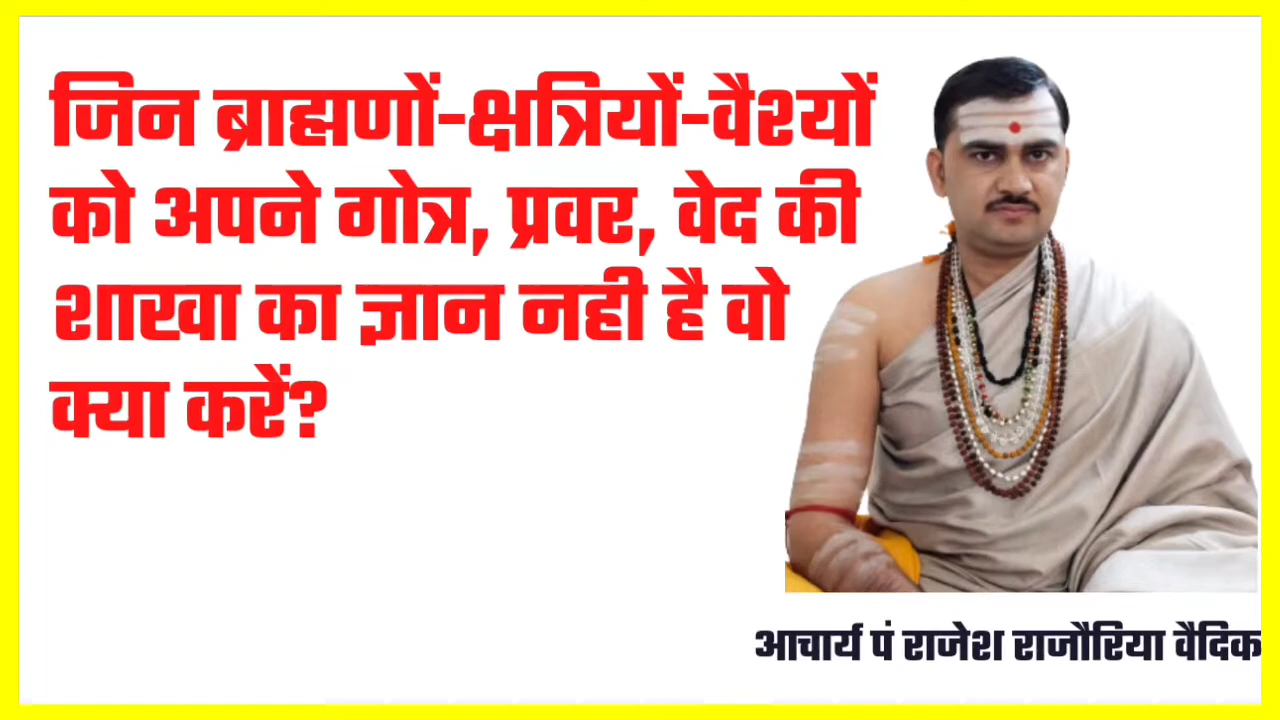 जिन ब्राह्मणों-क्षत्रियों-वैश्यों
को अपने गोत्र, प्रवर, वेद की
शाखा का ज्ञान नही है वो
क्या करें?
आचार्य पं राजेश राजौरिया वैदिक